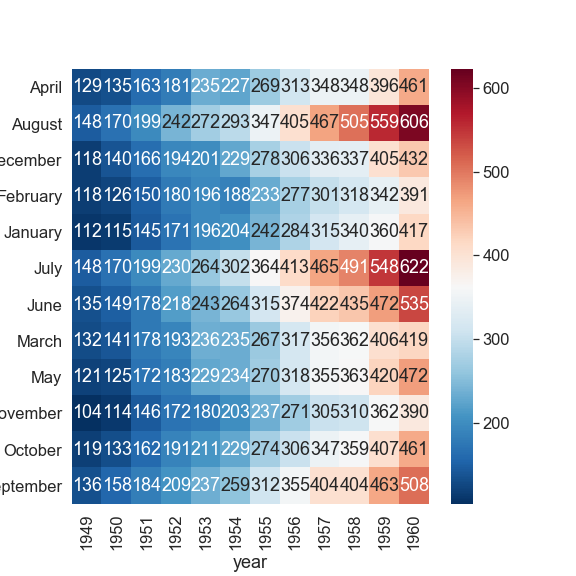 April 129 135 163 181 235 227 269 313 348 348 396 461
August 148 170 199 242 272 293 347 405 467 505 559 606
ecember 118 140 166 194 201 229 278 306 336 337 405 432
February 118 126 150 180 196 188 233 277 301 318 342 391
January 112 115 145 171 196 204 242 284 315 340 360 417
July 148 170 199 230 264 302 364 413 465 491 548 622
June 135 149 178 218 243 264 315 374 422 435 472 535
March 132 141 178 193 236 235 267 317 356 362 406 419
May 121 125 172 183 229 234 270 318 355 363 420 472
ovember 104 114 146 172 180 203 237 271 305 310 362 390
October 119 133 162 191 211 229 274 306 347 359 407 461
eptember 136 158 184 209 237 259 312 355 404 404 463 508
1949 1950 1951 1952 1953 1954 1955 1956 1957 1958 1959 1960
year
600
500
400
300
200